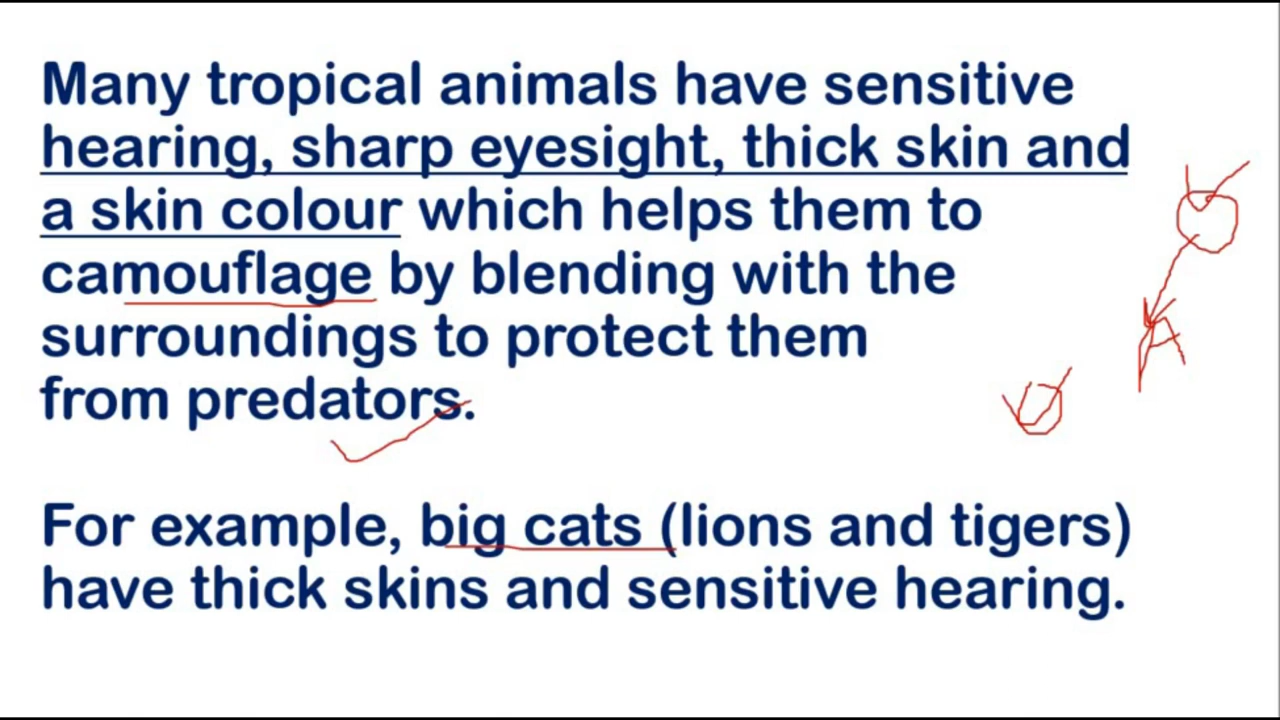 Many tropical animals have sensitive
hearing, sharp eyesight, thick skin and
a skin colour which helps them to
camouflage by blending with the
surroundings to protect them
from predators.
For example, big cats (lions and tigers)
have thick skins and sensitive hearing.